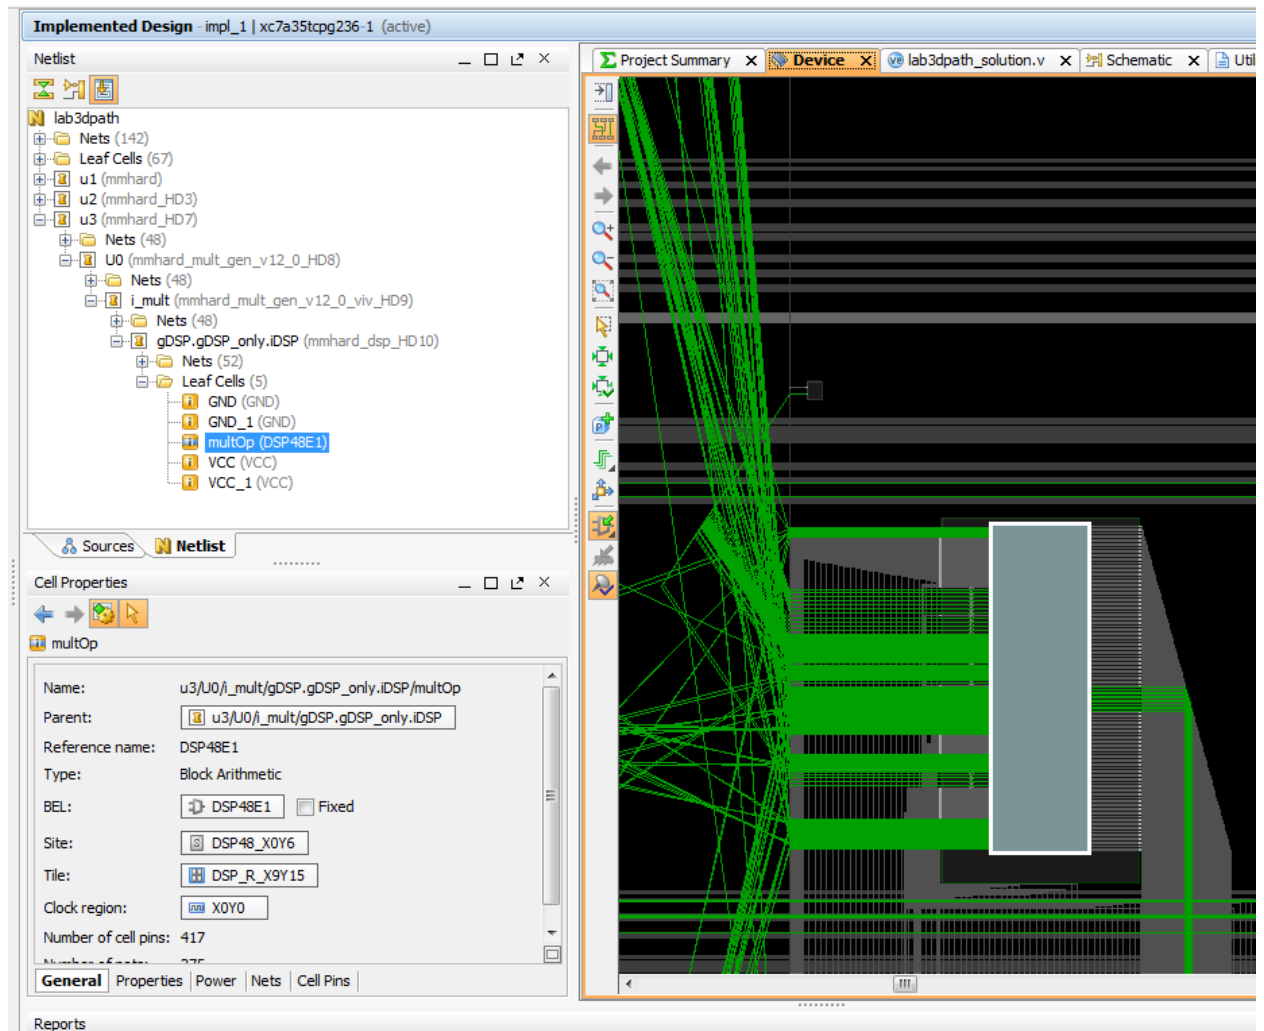 Implemented Design - impl_1 | xc7a35tcpg236-1 (active)
Netlist
lab3dpath
Nets (142)
Leaf Cells (67)
u1 (mmhard)
u2 (mmhard_HD3)
u3 (mmhard_HD7)
Nets (48)
U0 (mmhard_mult_gen_v12_0_HD8)
Nets (48)
i_mult (mmhard_mult_gen_v12_0_viv_HD9)
Nets (48)
gDSP.gDSP_only.iDSP (mmhard_dsp_HD10)
Nets (52)
Leaf Cells (5)
GND (GND)
GND_1 (GND)
multOp (DSP48E1)
VCC (VCC)
VCC_1 (VCC)
Sources Netlist
Cell Properties
multOp
Name: u3/U0/i_mult/gDSP.gDSP_only.iDSP/multOp
Parent: u3/U0/i_mult/gDSP.gDSP_only.iDSP
Reference name: DSP48E1
Type: Block Arithmetic
BEL: DSP48E1 Fixed
Site: DSP48_X0Y6
Tile: DSP_R_X9Y15
Clock region: X0Y0
Number of cell pins: 417
General Properties Power Nets Cell Pins
Reports
Project Summary Device lab3dpath_solution.v Schematic Util